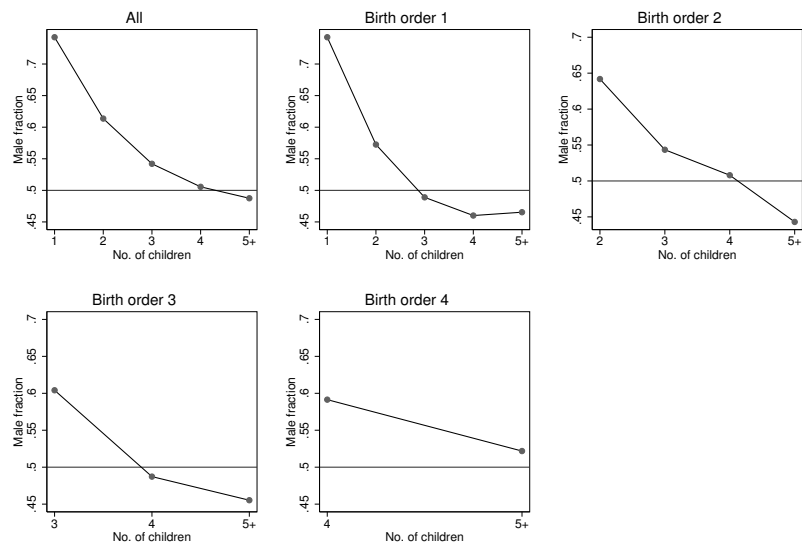 All
Male fraction
.7
.65
.6
.55
.5
.45
1 2 3 4 5+
No. of children
Birth order 1
Male fraction
.7
.65
.6
.55
.5
.45
1 2 3 4 5+
No. of children
Birth order 2
Male fraction
.7
.65
.6
.55
.5
.45
2 3 4 5+
No. of children
Birth order 3
Male fraction
.7
.65
.6
.55
.5
.45
3 4 5+
No. of children
Birth order 4
Male fraction
.7
.65
.6
.55
.5
.45
4 5+
No. of children